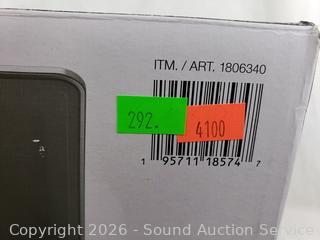 ITM. / ART. 1806340
292.
4100
1 95711 18574 7
Copyright 2026 - Sound Auction Service